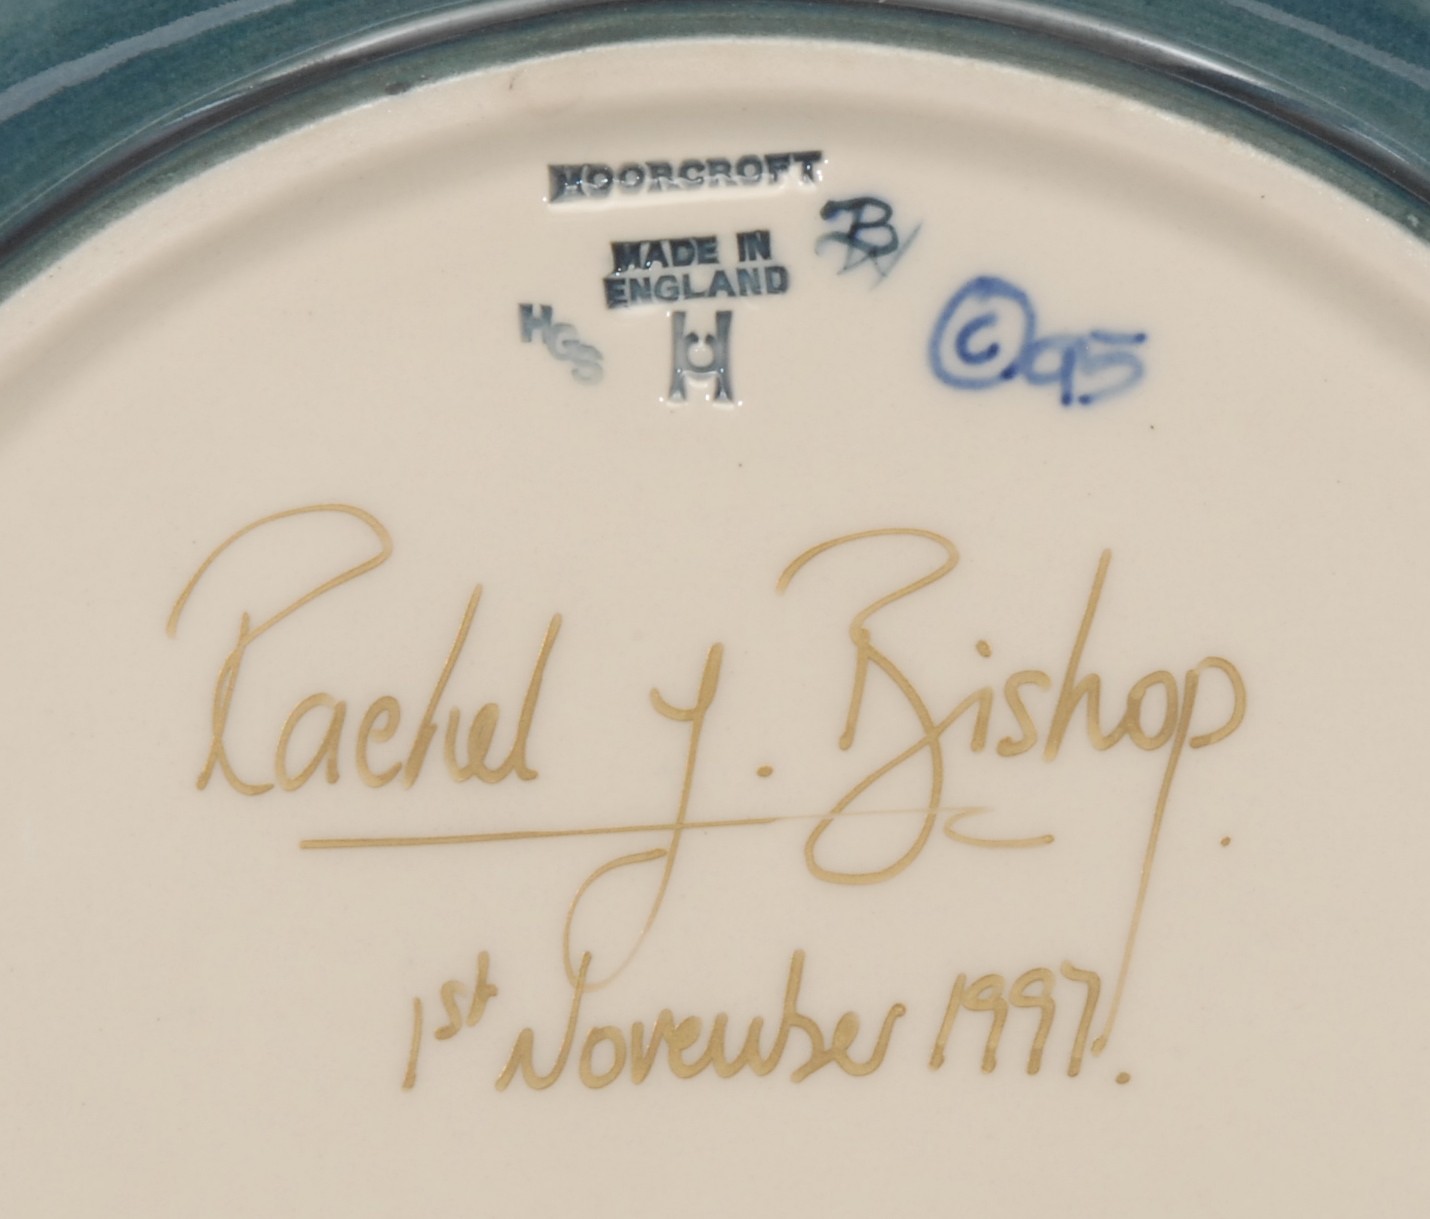 MOORCROFT
MADE IN
ENGLAND
HGS
© 95
Rachel J. Bishop.
1st November 1997.